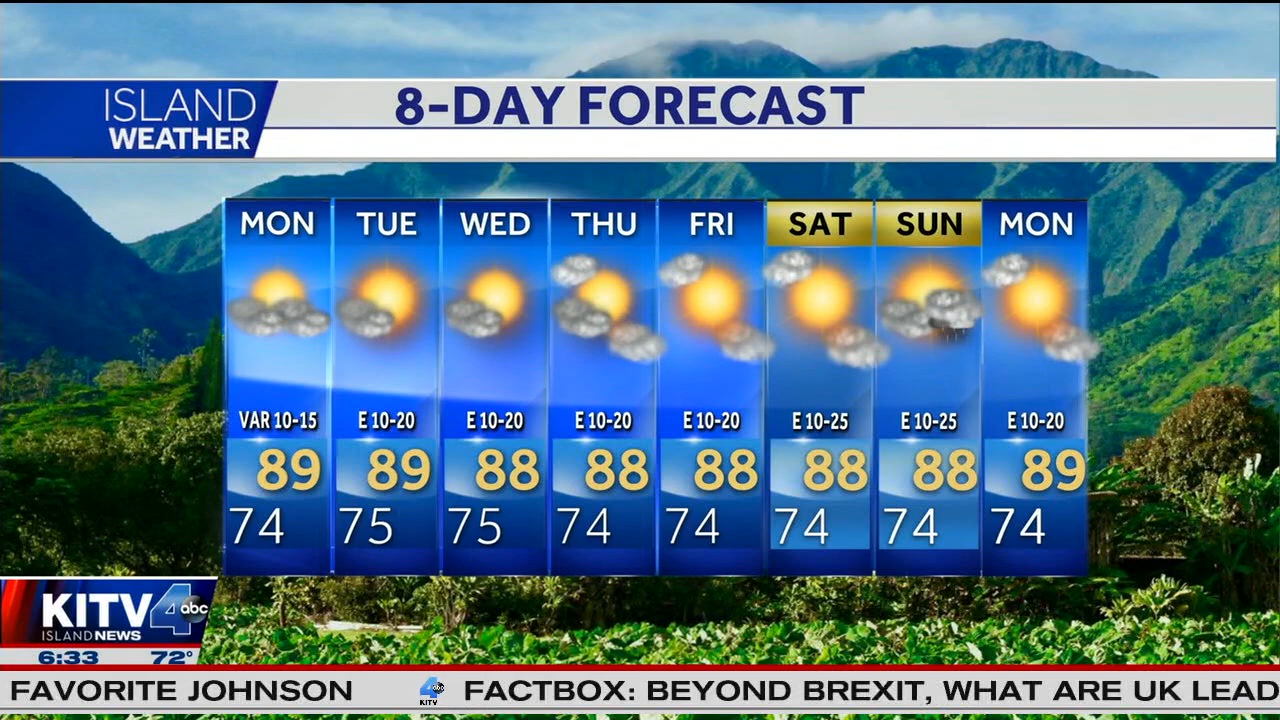 ISLAND
WEATHER
8-DAY FORECAST
MON TUE WED THU FRI SAT SUN MON
VAR 10-15 E 10-20 E 10-20 E 10-20 E 10-20 E 10-25 E 10-25 E 10-20
89 89 88 88 88 88 88 89
74 75 75 74 74 74 74 74
KITV4 abc
ISLAND NEWS
6:33 72°
FAVORITE JOHNSON 4 abc KITV FACTBOX: BEYOND BREXIT, WHAT ARE UK LEAD